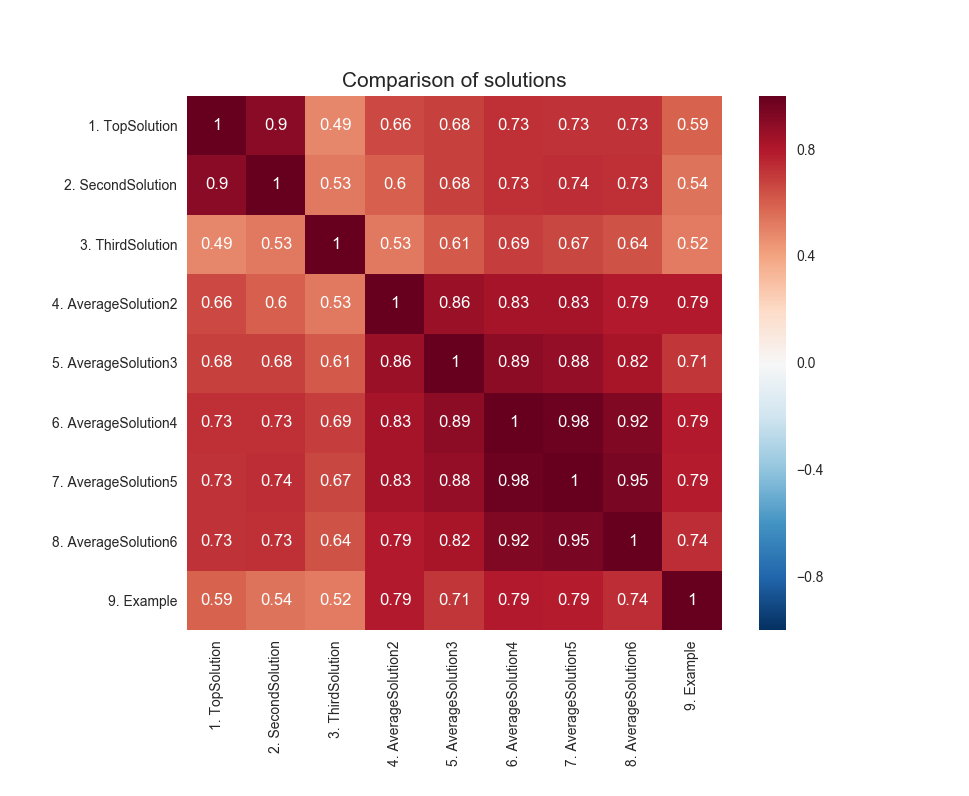 Comparison of solutions
1. TopSolution 1 0.9 0.49 0.66 0.68 0.73 0.73 0.73 0.59
2. SecondSolution 0.9 1 0.53 0.6 0.68 0.73 0.74 0.73 0.54
3. ThirdSolution 0.49 0.53 1 0.53 0.61 0.69 0.67 0.64 0.52
4. AverageSolution2 0.66 0.6 0.53 1 0.86 0.83 0.83 0.79 0.79
5. AverageSolution3 0.68 0.68 0.61 0.86 1 0.89 0.88 0.82 0.71
6. AverageSolution4 0.73 0.73 0.69 0.83 0.89 1 0.98 0.92 0.79
7. AverageSolution5 0.73 0.74 0.67 0.83 0.88 0.98 1 0.95 0.79
8. AverageSolution6 0.73 0.73 0.64 0.79 0.82 0.92 0.95 1 0.74
9. Example 0.59 0.54 0.52 0.79 0.71 0.79 0.79 0.74 1
1. TopSolution
2. SecondSolution
3. ThirdSolution
4. AverageSolution2
5. AverageSolution3
6. AverageSolution4
7. AverageSolution5
8. AverageSolution6
9. Example
0.8
0.4
0.0
−0.4
−0.8